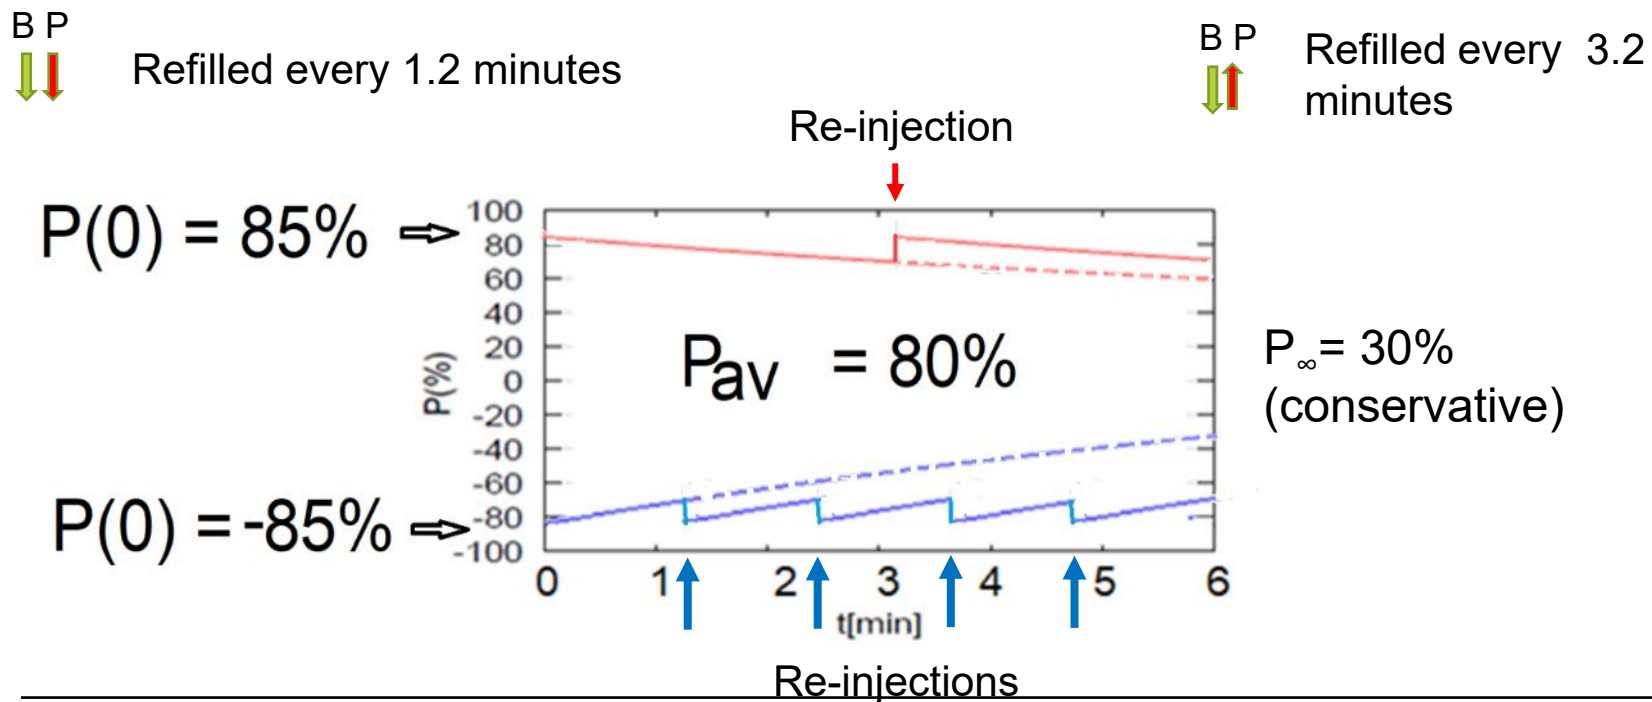 B P
Refilled every 1.2 minutes
B P
Refilled every 3.2
minutes
Re-injection
P(0) = 85%
100
80
60
40
20
0
-20
-40
-60
-80
-100
P(%)
Pav = 80%
P∞= 30%
(conservative)
P(0) = -85%
0 1 2 3 4 5 6
t[min]
Re-injections